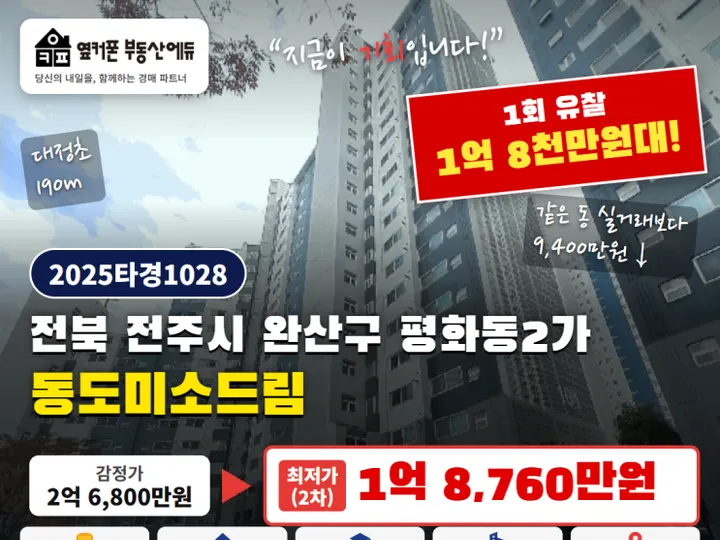 옆커폰 부동산에듀
당신의 내일을, 함께하는 경매 파트너
"지금이 기회입니다!"
1회 유찰
1억 8천만원대!
대정초
190m
같은 동 실거래보다
9,400만원 ↓
2025타경1028
전북 전주시 완산구 평화동2가
동도미소드림
감정가
2억 6,800만원
최저가
(2차)
1억 8,760만원